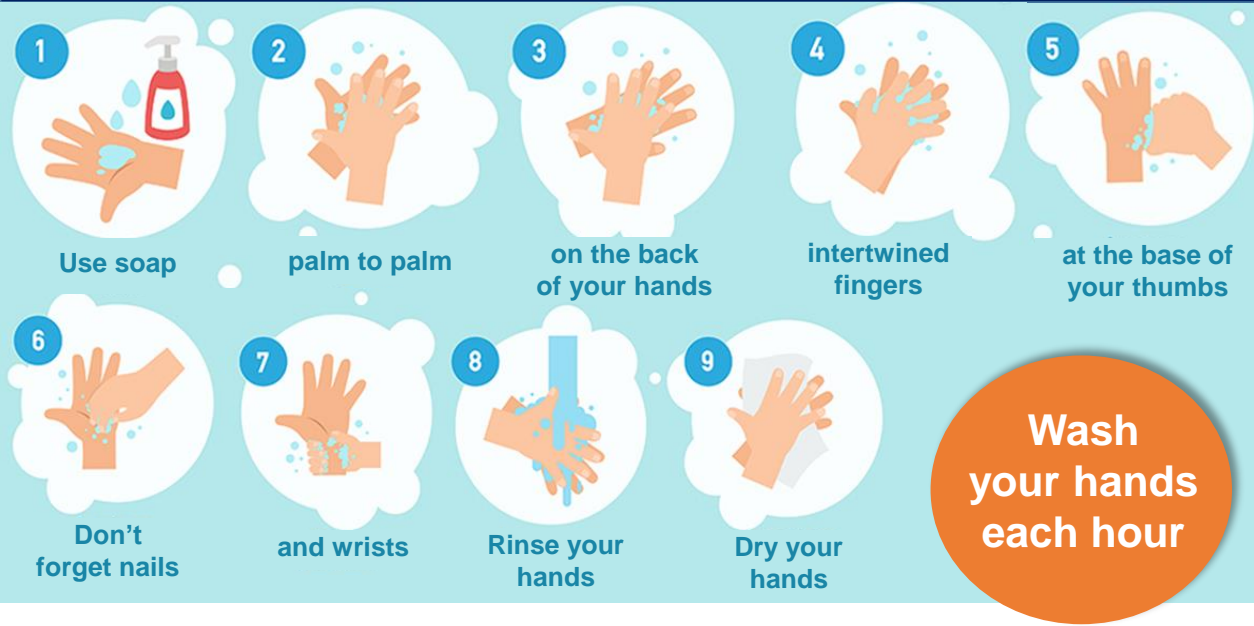 1
Use soap
2
palm to palm
3
on the back
of your hands
4
intertwined
fingers
5
at the base of
your thumbs
6
Don't
forget nails
7
and wrists
8
Rinse your
hands
9
Dry your
hands
Wash
your hands
each hour